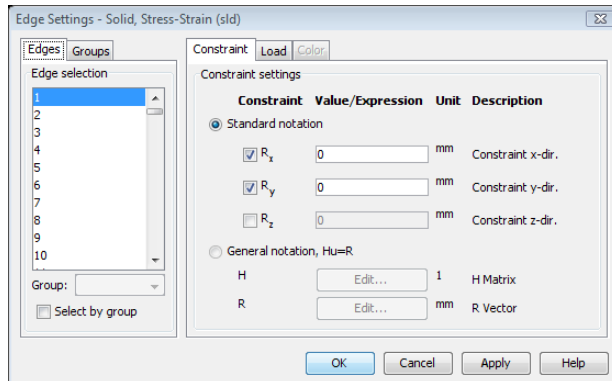 Edge Settings - Solid, Stress-Strain (sld)
Edges Groups
Edge selection
1
2
3
4
5
6
7
8
9
10
Group:
Select by group
Constraint Load Color
Constraint settings
Constraint Value/Expression Unit Description
Standard notation
Rx 0 mm Constraint x-dir.
Ry 0 mm Constraint y-dir.
Rz 0 mm Constraint z-dir.
General notation, Hu=R
H Edit... 1 H Matrix
R Edit... mm R Vector
OK Cancel Apply Help